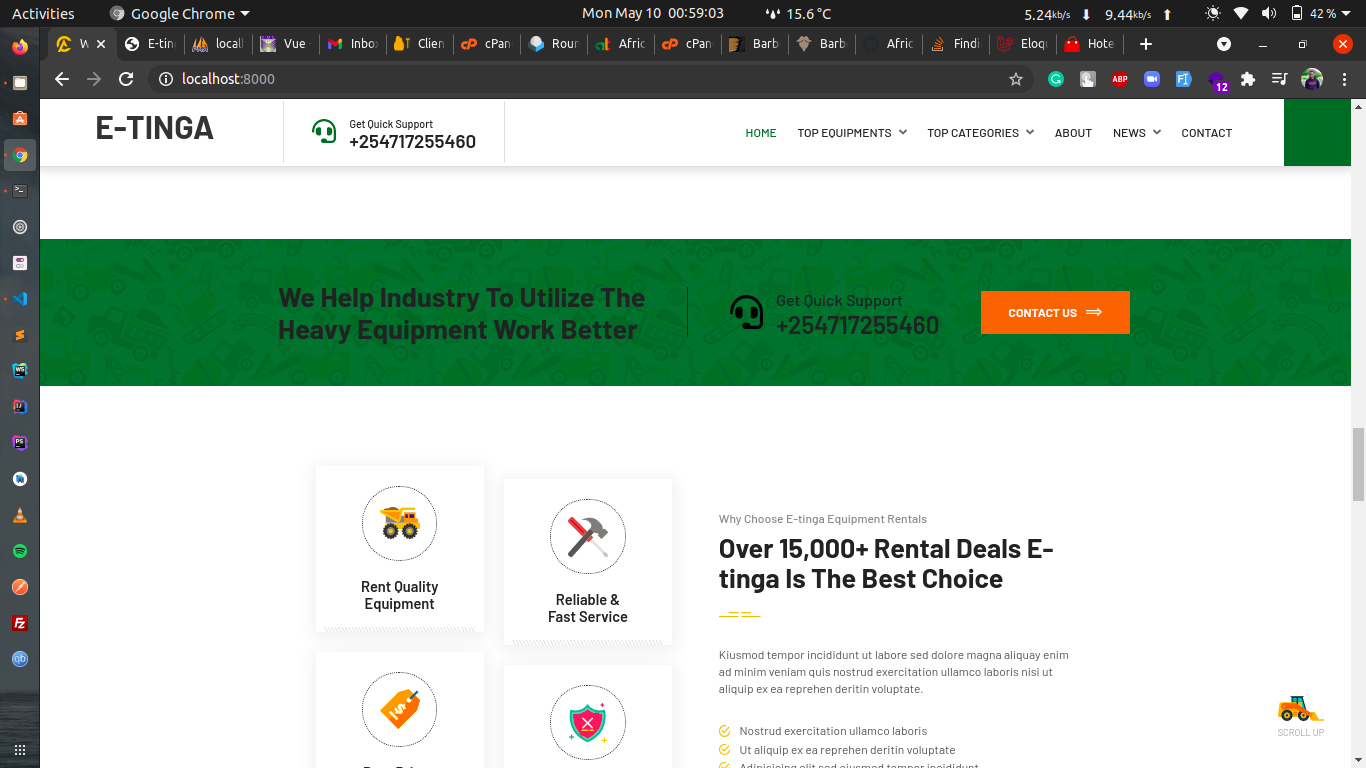 Activities
Google Chrome
Mon May 10 00:59:03
15.6 °C
5.24kb/s
9.44kb/s
42 %
W
E-tin
local
Vue
Inbox
Clien
cPan
Roun
Afric
cPan
Barb
Barb
Afric
Findi
Eloq
Hote
localhost:8000
ABP
12
E-TINGA
Get Quick Support
+254717255460
HOME
TOP EQUIPMENTS
TOP CATEGORIES
ABOUT
NEWS
CONTACT
We Help Industry To Utilize The
Heavy Equipment Work Better
Get Quick Support
+254717255460
CONTACT US
Rent Quality
Equipment
Reliable &
Fast Service
Why Choose E-tinga Equipment Rentals
Over 15,000+ Rental Deals E-
tinga Is The Best Choice
Kiusmod tempor incididunt ut labore sed dolore magna aliquay enim
ad minim veniam quis nostrud exercitation ullamco laboris nisi ut
aliquip ex ea reprehen deritin voluptate.
Nostrud exercitation ullamco laboris
Ut aliquip ex ea reprehen deritin voluptate
SCROLL UP